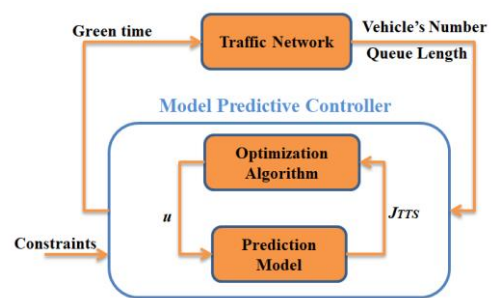 Green time
Traffic Network
Vehicle's Number
Queue Length
Model Predictive Controller
Optimization
Algorithm
u
JTTS
Prediction
Model
Constraints